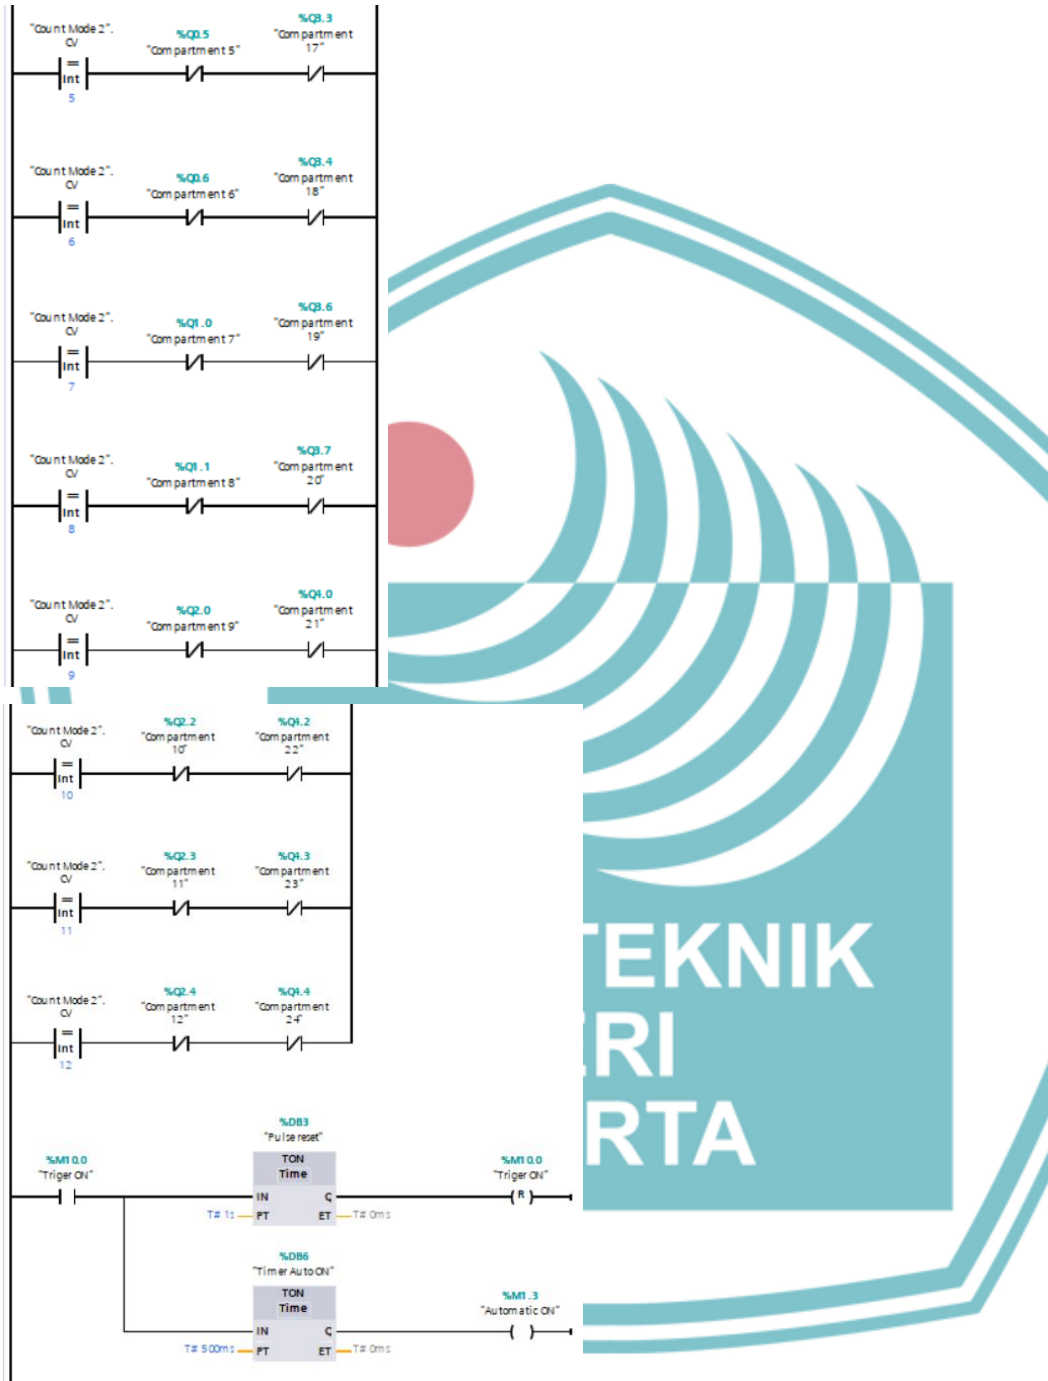 "Count Mode 2".
CV
%Q0.5
"Compartment 5"
%Q3.3
"Compartment
17"
=
Int
5
"Count Mode 2".
CV
%Q0.6
"Compartment 6"
%Q3.4
"Compartment
18"
=
Int
6
"Count Mode 2".
CV
%Q1.0
"Compartment 7"
%Q3.6
"Compartment
19"
=
Int
7
"Count Mode 2".
CV
%Q1.1
"Compartment 8"
%Q3.7
"Compartment
20"
=
Int
8
"Count Mode 2".
CV
%Q2.0
"Compartment 9"
%Q4.0
"Compartment
21"
=
Int
9
"Count Mode 2".
CV
%Q2.2
"Compartment
10"
%Q4.2
"Compartment
22"
=
Int
10
"Count Mode 2".
CV
%Q2.3
"Compartment
11"
%Q4.3
"Compartment
23"
=
Int
11
"Count Mode 2".
CV
%Q2.4
"Compartment
12"
%Q4.4
"Compartment
24"
=
Int
12
%M10.0
"Triger ON"
%DB3
"Pulse reset"
TON
Time
IN Q
T# 1s PT ET T# 0ms
%M10.0
"Triger ON"
R
%DB6
"Timer Auto ON"
TON
Time
IN Q
T# 500ms PT ET T# 0ms
%M1.3
"Automatic ON"
TEKNIK
ERI
RTA